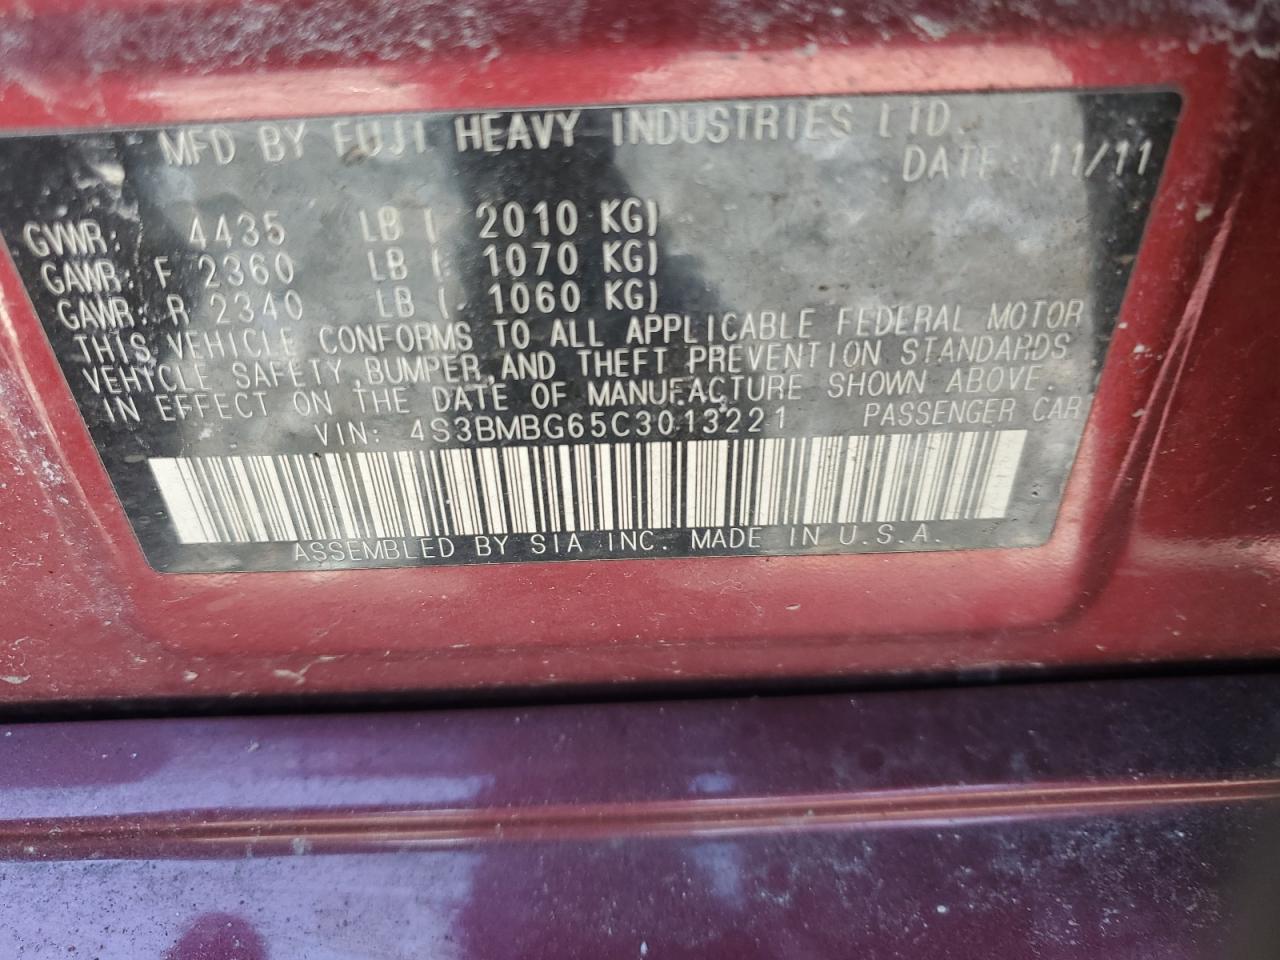 MFD BY FUJI HEAVY INDUSTRIES LTD.
DATE: 11/11
GVWR: 4435 LB ( 2010 KG)
GAWR: F 2360 LB ( 1070 KG)
GAWR: R 2340 LB ( 1060 KG)
THIS VEHICLE CONFORMS TO ALL APPLICABLE FEDERAL MOTOR
VEHICLE SAFETY, BUMPER, AND THEFT PREVENTION STANDARDS
IN EFFECT ON THE DATE OF MANUFACTURE SHOWN ABOVE.
VIN: 4S3BMBG65C3013221 PASSENGER CAR
ASSEMBLED BY SIA INC. MADE IN U.S.A.